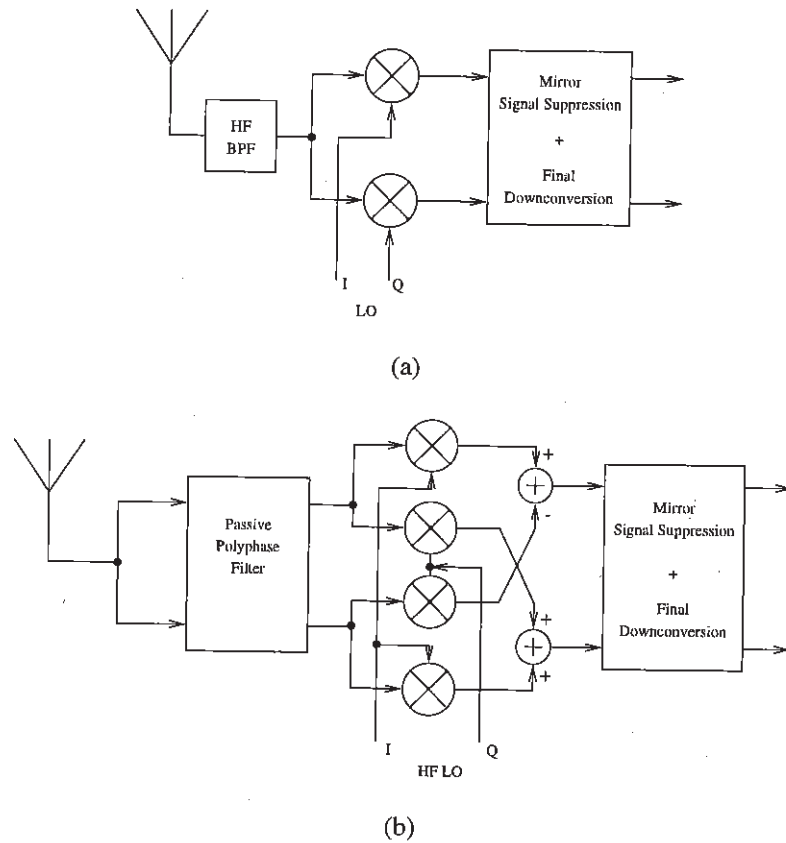 HF
BPF
Mirror
Signal Suppression
+
Final
Downconversion
I
Q
LO
(a)
Passive
Polyphase
Filter
+
+
-
+
+
+
Mirror
Signal Suppression
+
Final
Downconversion
I
Q
HF LO
(b)